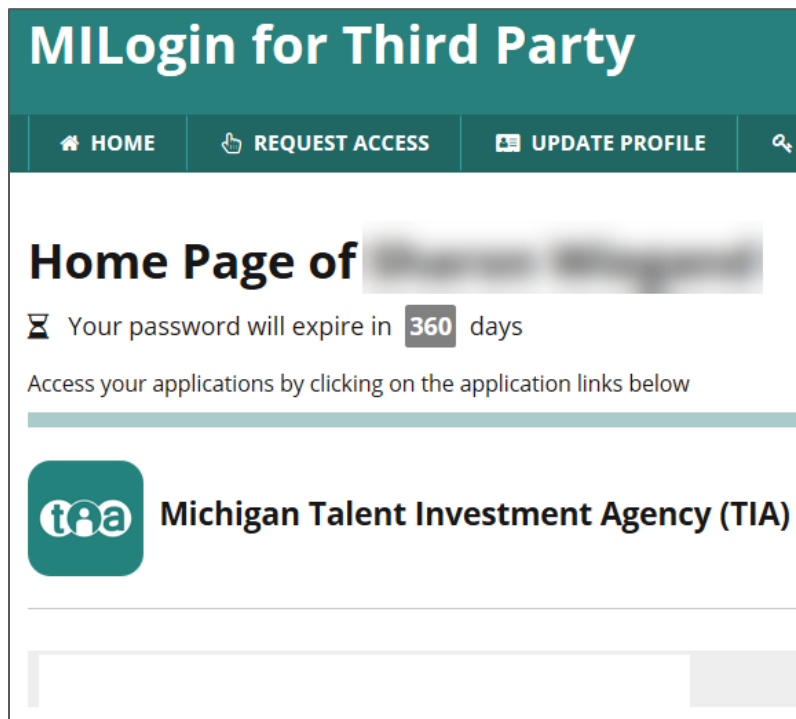 MILogin for Third Party
HOME REQUEST ACCESS UPDATE PROFILE
Home Page of
Your password will expire in 360 days
Access your applications by clicking on the application links below
tia Michigan Talent Investment Agency (TIA)